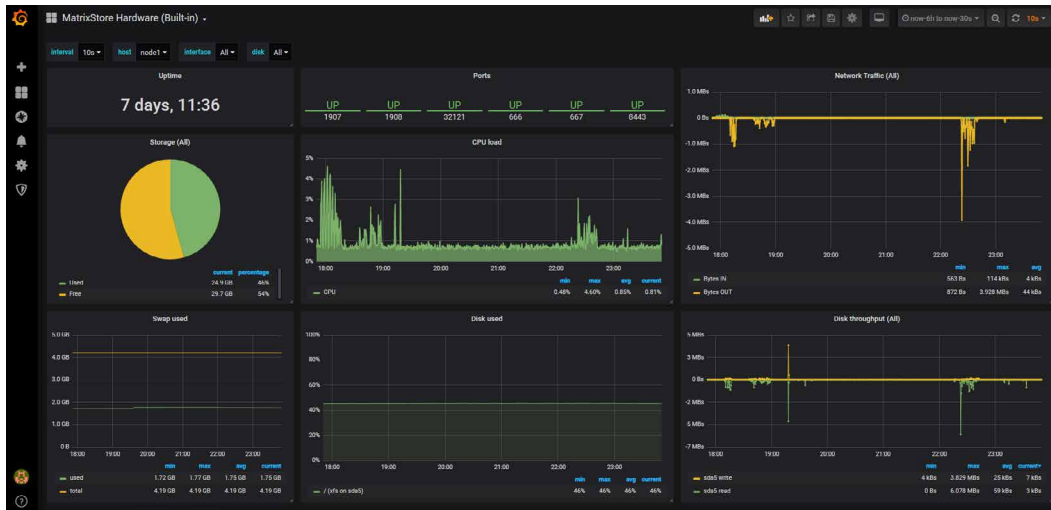 MatrixStore Hardware (Built-in)
now-6h to now-30s
10s
interval 10s host node1 interface All disk All
Uptime
7 days, 11:36
Ports
UP UP UP UP UP UP
1907 1908 32121 666 667 8443
Network Traffic (All)
1.0 MBs
0 Bs
-1.0 MBs
-2.0 MBs
-3.0 MBs
-4.0 MBs
-5.0 MBs
18:00 19:00 20:00 21:00 22:00 23:00
min max avg
Bytes IN 563 Bs 114 kBs 4 kBs
Bytes OUT 872 Bs 3.928 MBs 44 kBs
Storage (All)
current percentage
Used 24.9 GB 46%
Free 29.7 GB 54%
CPU load
5%
4%
3%
2%
1%
0%
18:00 19:00 20:00 21:00 22:00 23:00
min max avg current
CPU 0.48% 4.60% 0.85% 0.81%
Swap used
5.0 GB
4.0 GB
3.0 GB
2.0 GB
1.0 GB
0 B
18:00 19:00 20:00 21:00 22:00 23:00
min max avg current
used 1.72 GB 1.77 GB 1.75 GB 1.75 GB
total 4.19 GB 4.19 GB 4.19 GB 4.19 GB
Disk used
100%
80%
60%
40%
20%
0%
18:00 19:00 20:00 21:00 22:00 23:00
min max avg current
/ (xfs on sda5) 46% 46% 46% 46%
Disk throughput (All)
5 MBs
3 MBs
0 Bs
-2 MBs
-5 MBs
-7 MBs
18:00 19:00 20:00 21:00 22:00 23:00
min max avg current
sda5 write 4 kBs 3.829 MBs 25 kBs 7 kBs
sda5 read 0 Bs 6.078 MBs 59 kBs 3 kBs